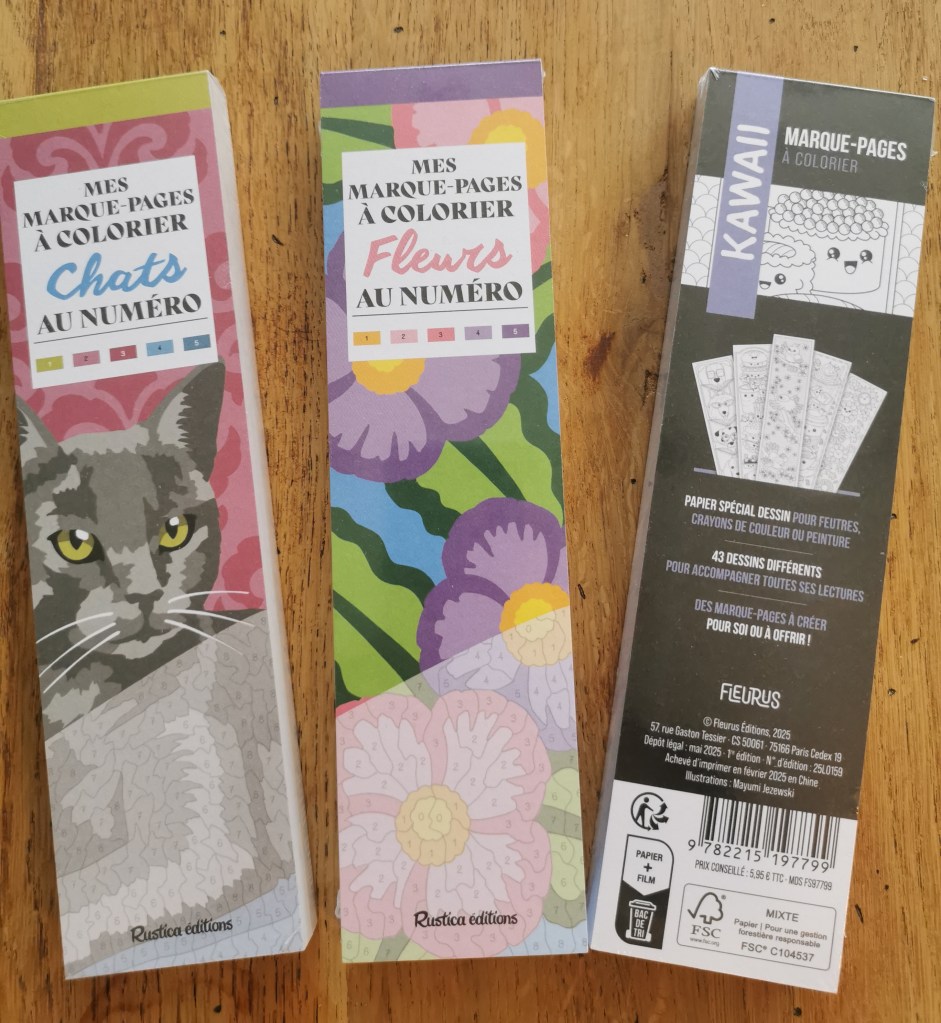 MES
MARQUE-PAGES
À COLORIER
Chats
AU NUMÉRO
1 2 3 4 5
Rustica éditions
MES
MARQUE-PAGES
À COLORIER
Fleurs
AU NUMÉRO
1 2 3 4 5
Rustica éditions
KAWAII
MARQUE-PAGES
À COLORIER
PAPIER SPÉCIAL DESSIN POUR FEUTRES,
CRAYONS DE COULEUR OU PEINTURE
43 DESSINS DIFFÉRENTS
POUR ACCOMPAGNER TOUTES SES LECTURES
DES MARQUE-PAGES À CRÉER
POUR SOI OU À OFFRIR !
FLEURUS
© Fleurus Éditions, 2025
57, rue Gaston Tessier - CS 50061 - 75166 Paris Cedex 19
Dépôt légal : mai 2025 - 1re édition - N° d'édition : 25L0159
Achevé d'imprimer en février 2025 en Chine
Illustrations : Mayumi Jezewski
9 782215 197799
PRIX CONSEILLÉ : 5,95 € TTC - MDS FS97799
PAPIER
+
FILM
BAC
DE
TRI
FSC
www.fsc.org
MIXTE
Papier | Pour une gestion
forestière responsable
FSC® C104537